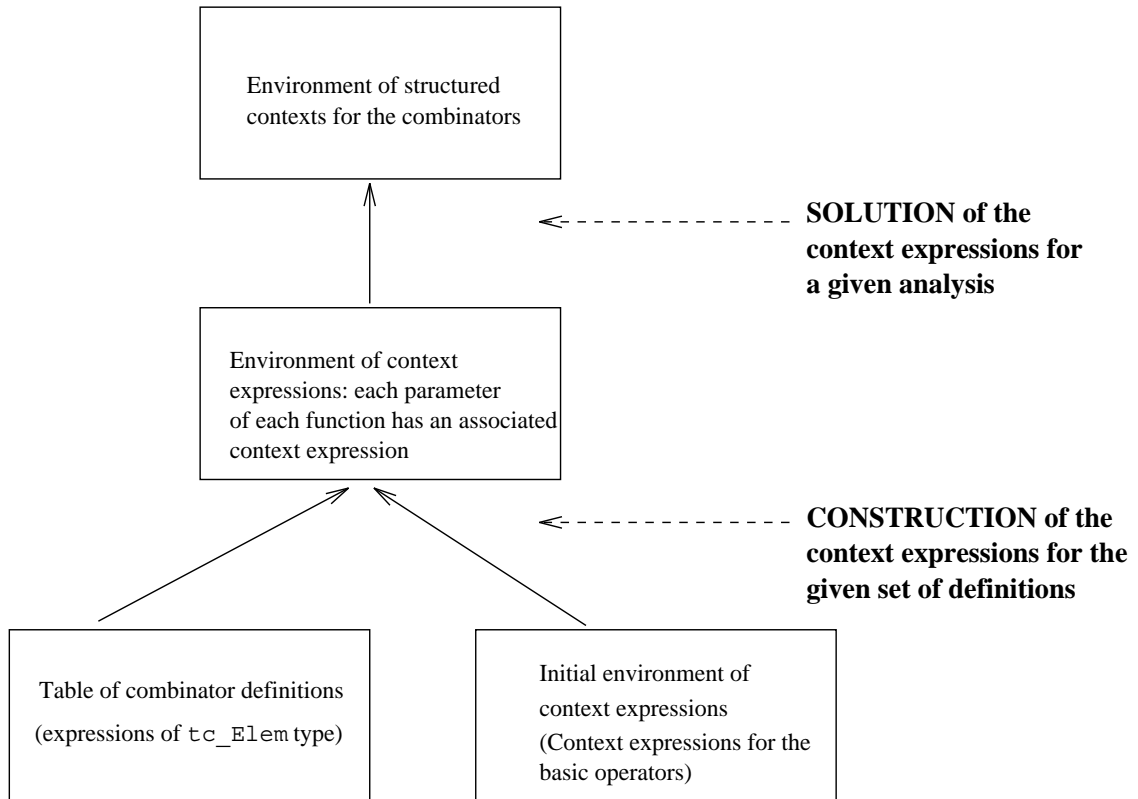 Environment of structured
contexts for the combinators
SOLUTION of the
context expressions for
a given analysis
Environment of context
expressions: each parameter
of each function has an associated
context expression
CONSTRUCTION of the
context expressions for the
given set of definitions
Table of combinator definitions
(expressions of tc_Elem type)
Initial environment of
context expressions
(Context expressions for the
basic operators)